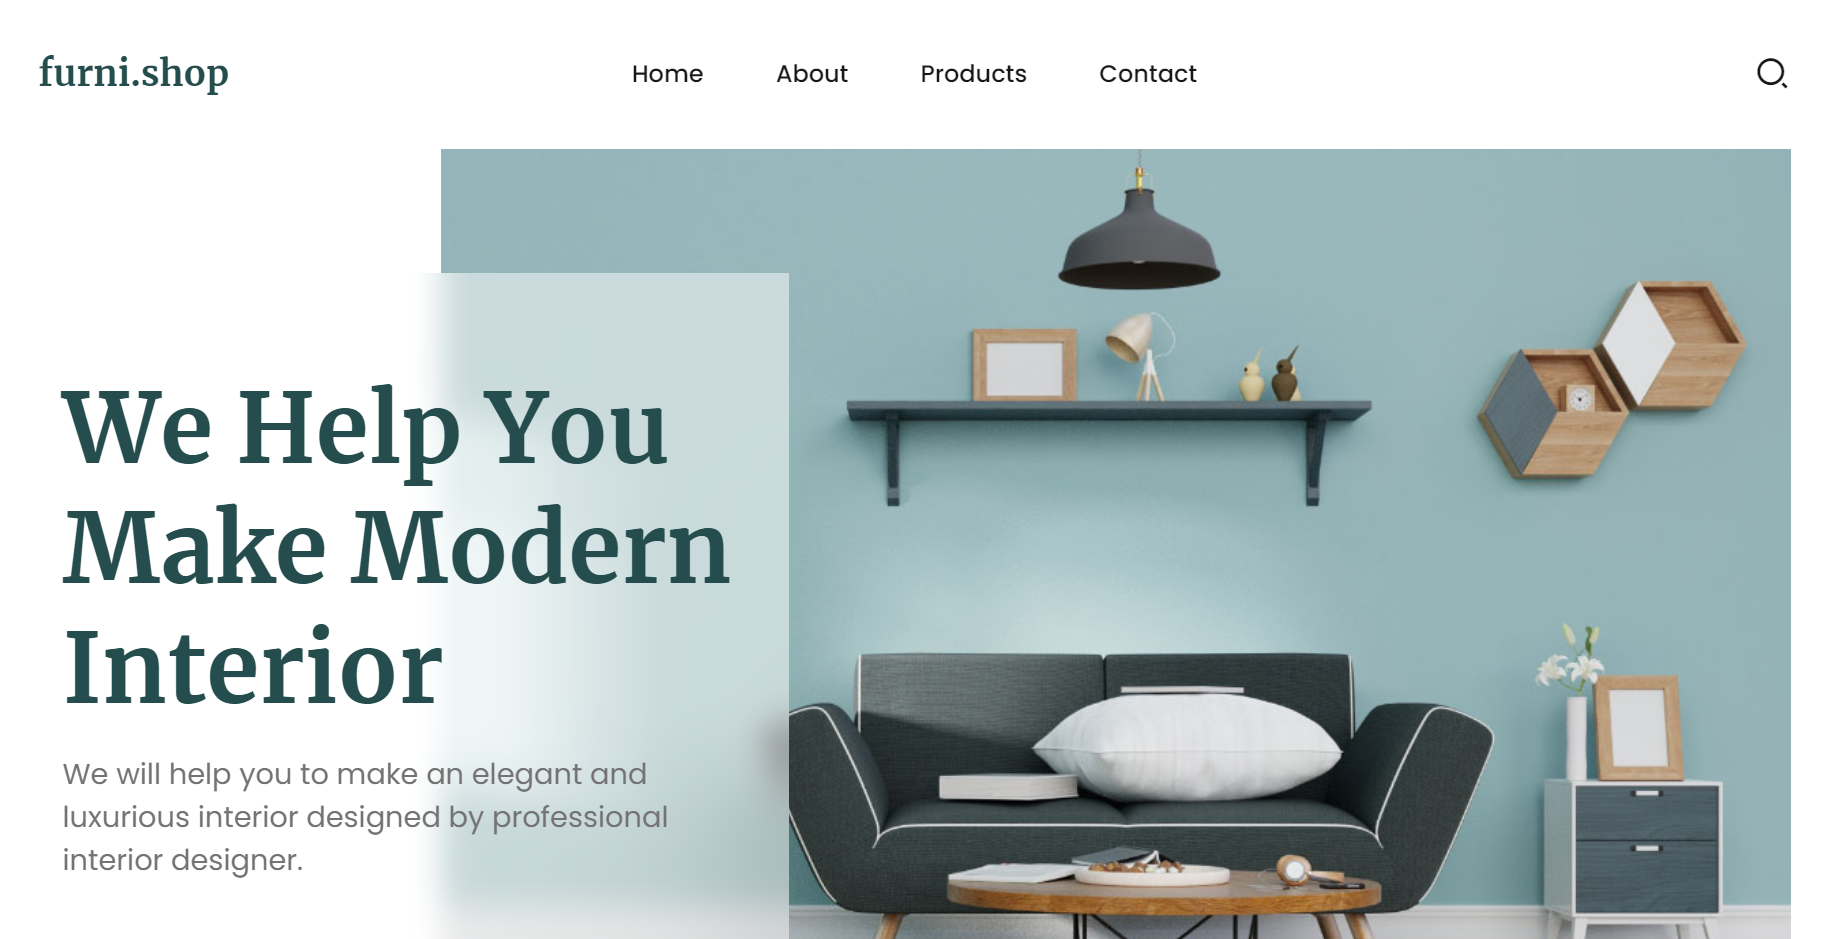 furni.shop
Home About Products Contact
We Help You
Make Modern
Interior
We will help you to make an elegant and
luxurious interior designed by professional
interior designer.